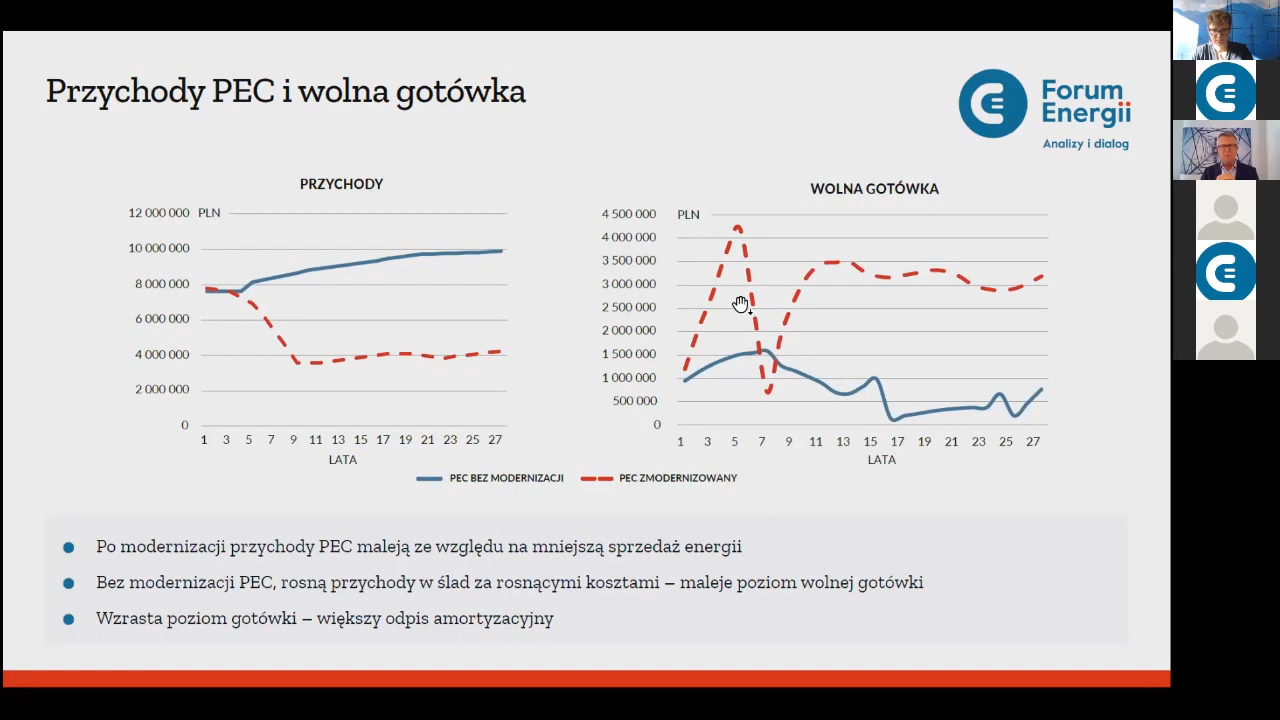 Przychody PEC i wolna gotówka
Forum
Energii
Analizy i dialog
PRZYCHODY
12 000 000 PLN
10 000 000
8 000 000
6 000 000
4 000 000
2 000 000
0
1 3 5 7 9 11 13 15 17 19 21 23 25 27
LATA
WOLNA GOTÓWKA
4 500 000 PLN
4 000 000
3 500 000
3 000 000
2 500 000
2 000 000
1 500 000
1 000 000
500 000
0
1 3 5 7 9 11 13 15 17 19 21 23 25 27
LATA
PEC BEZ MODERNIZACJI PEC ZMODERNIZOWANY
Po modernizacji przychody PEC maleją ze względu na mniejszą sprzedaż energii
Bez modernizacji PEC, rosną przychody w ślad za rosnącymi kosztami – maleje poziom wolnej gotówki
Wzrasta poziom gotówki – większy odpis amortyzacyjny